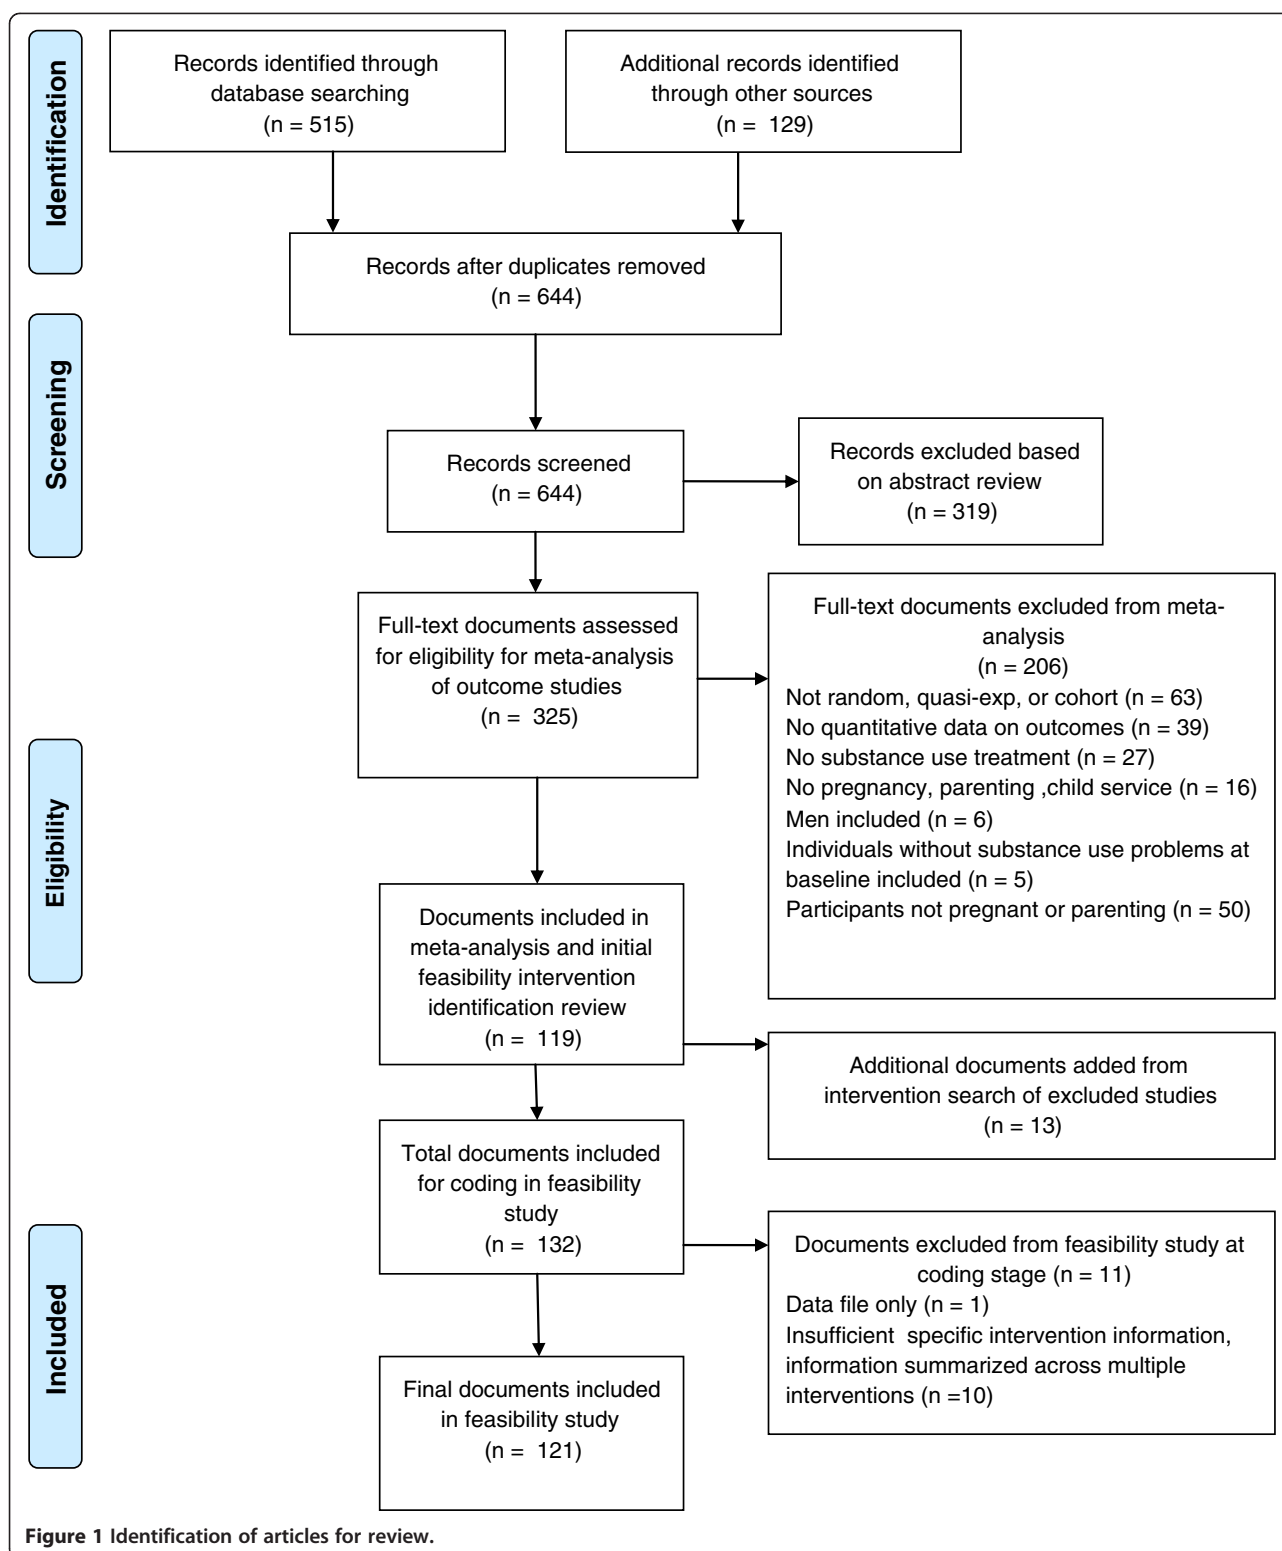 Identification
Records identified through
database searching
(n = 515)
Additional records identified
through other sources
(n = 129)
Records after duplicates removed
(n = 644)
Screening
Records screened
(n = 644)
Records excluded based
on abstract review
(n = 319)
Eligibility
Full-text documents assessed
for eligibility for meta-analysis
of outcome studies
(n = 325)
Full-text documents excluded from meta-
analysis
(n = 206)
Not random, quasi-exp, or cohort (n = 63)
No quantitative data on outcomes (n = 39)
No substance use treatment (n = 27)
No pregnancy, parenting ,child service (n = 16)
Men included (n = 6)
Individuals without substance use problems at
baseline included (n = 5)
Participants not pregnant or parenting (n = 50)
Documents included in
meta-analysis and initial
feasibility intervention
identification review
(n = 119)
Additional documents added from
intervention search of excluded studies
(n = 13)
Total documents included
for coding in feasibility
study
(n = 132)
Included
Documents excluded from feasibility study at
coding stage (n = 11)
Data file only (n = 1)
Insufficient specific intervention information,
information summarized across multiple
interventions (n =10)
Final documents included
in feasibility study
(n = 121)
Figure 1 Identification of articles for review.